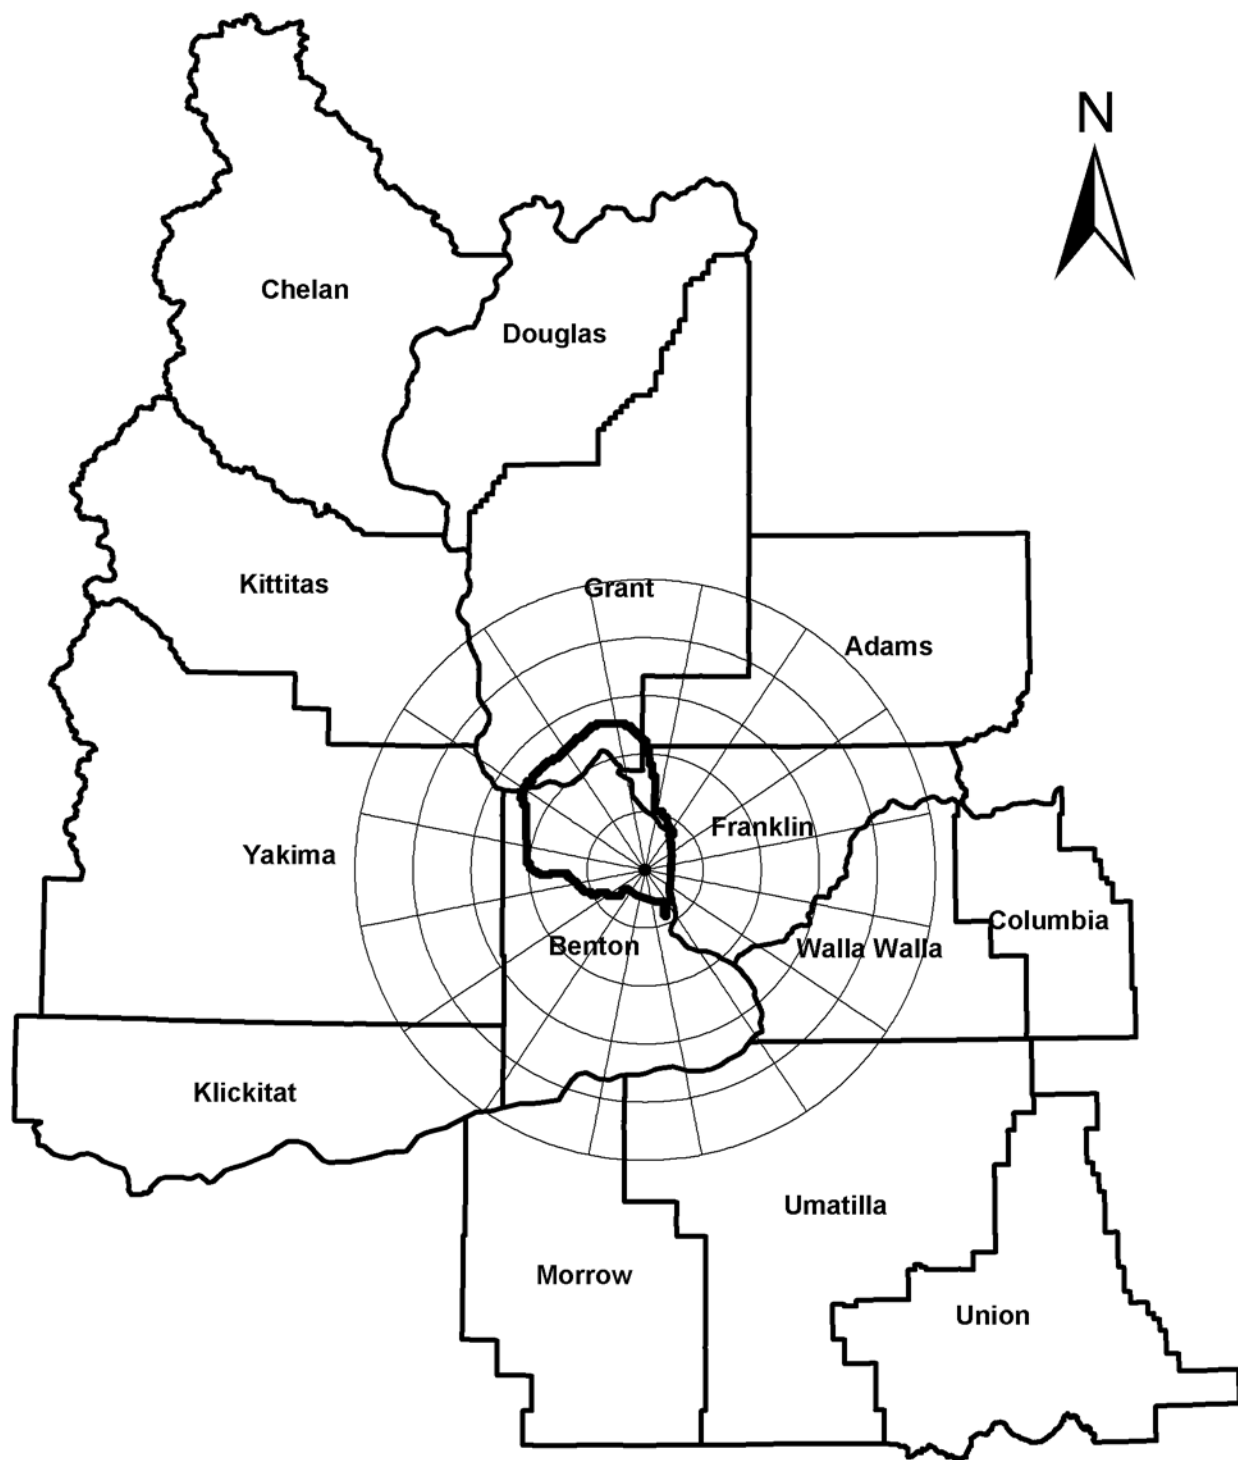 N
Chelan
Douglas
Kittitas
Grant
Adams
Franklin
Yakima
Columbia
Benton
Walla Walla
Klickitat
Umatilla
Morrow
Union